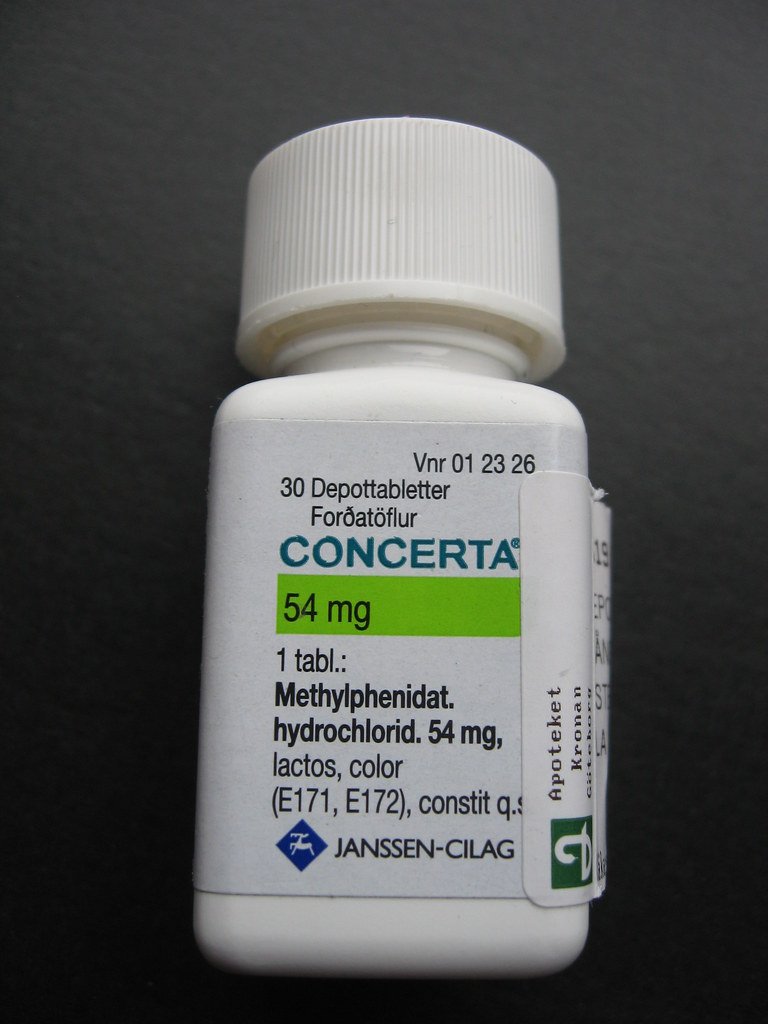 Vnr 01 23 26
30 Depottabletter
Forðatöflur
CONCERTA®
54 mg
1 tabl.:
Methylphenidat.
hydrochlorid. 54 mg,
lactos, color
(E171, E172), constit q.s
JANSSEN-CILAG
Apoteket
Kronan
Göteborg